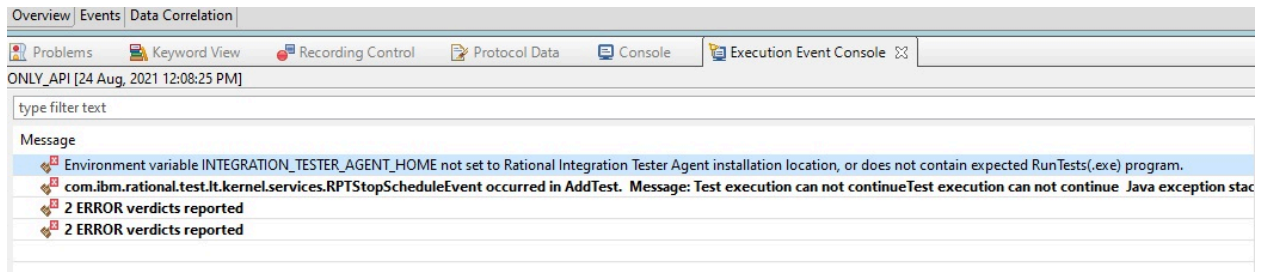 Overview Events Data Correlation
Problems Keyword View Recording Control Protocol Data Console Execution Event Console
ONLY_API [24 Aug, 2021 12:08:25 PM]
type filter text
Message
Environment variable INTEGRATION_TESTER_AGENT_HOME not set to Rational Integration Tester Agent installation location, or does not contain expected RunTests(.exe) program.
com.ibm.rational.test.lt.kernel.services.RPTStopScheduleEvent occurred in AddTest. Message: Test execution can not continueTest execution can not continue Java exception stac
2 ERROR verdicts reported
2 ERROR verdicts reported